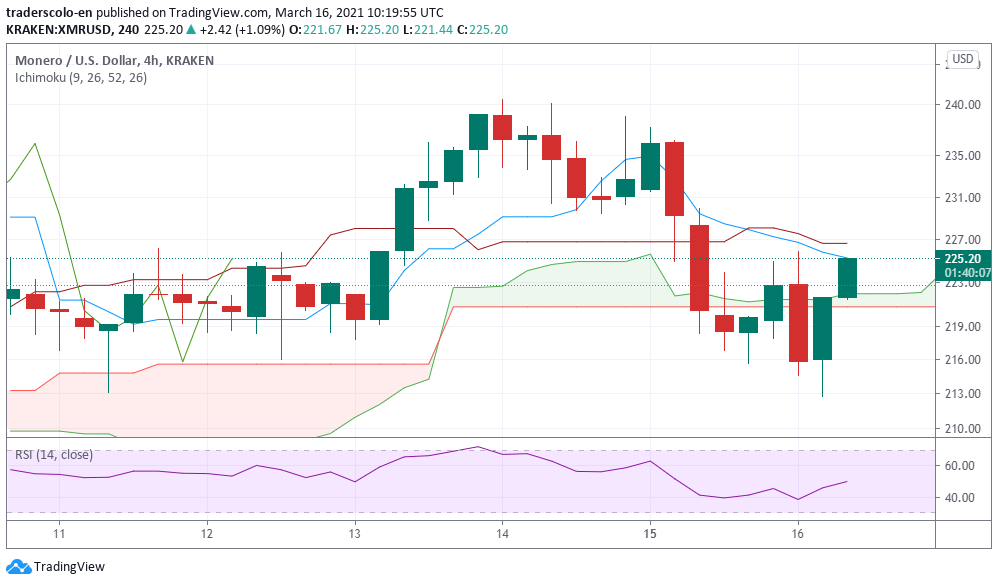 traderscolo-en published on TradingView.com, March 16, 2021 10:19:55 UTC
KRAKEN:XMRUSD, 240 225.20 ▲ +2.42 (+1.09%) O:221.67 H:225.20 L:221.44 C:225.20
Monero / U.S. Dollar, 4h, KRAKEN
USD
Ichimoku (9, 26, 52, 26)
240.00
235.00
231.00
227.00
225.20
01:40:07
223.00
219.00
216.00
213.00
210.00
RSI (14, close)
60.00
40.00
11 12 13 14 15 16
TradingView